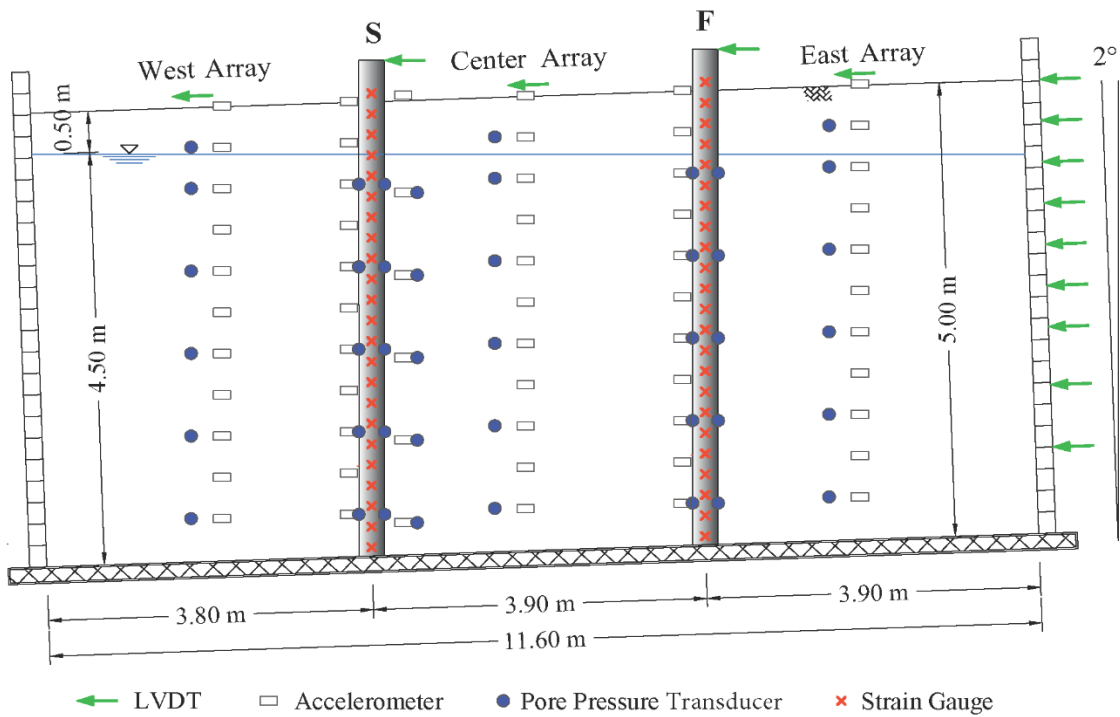 S
F
West Array
Center Array
East Array
2°
0.50 m
4.50 m
5.00 m
3.80 m
3.90 m
3.90 m
11.60 m
LVDT
Accelerometer
Pore Pressure Transducer
Strain Gauge